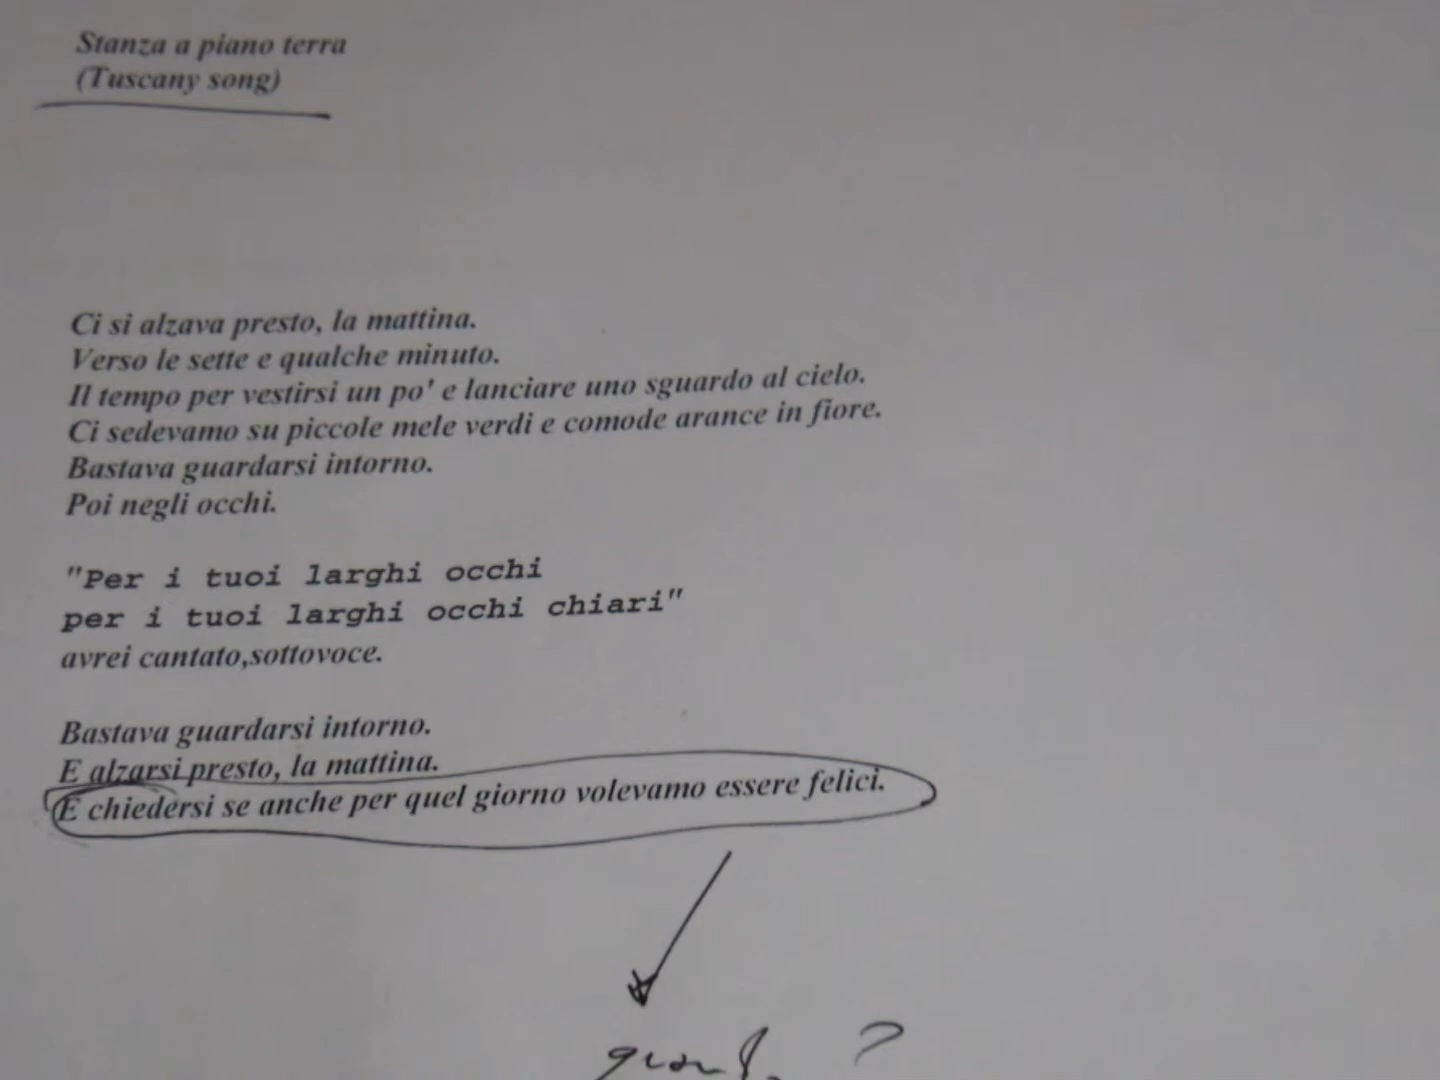 Stanza a piano terra
(Tuscany song)
Ci si alzava presto, la mattina.
Verso le sette e qualche minuto.
Il tempo per vestirsi un po' e lanciare uno sguardo al cielo.
Ci sedevamo su piccole mele verdi e comode arance in fiore.
Bastava guardarsi intorno.
Poi negli occhi.
"Per i tuoi larghi occhi
per i tuoi larghi occhi chiari"
avrei cantato,sottovoce.
Bastava guardarsi intorno.
E alzarsi presto, la mattina.
E chiedersi se anche per quel giorno volevamo essere felici.
?